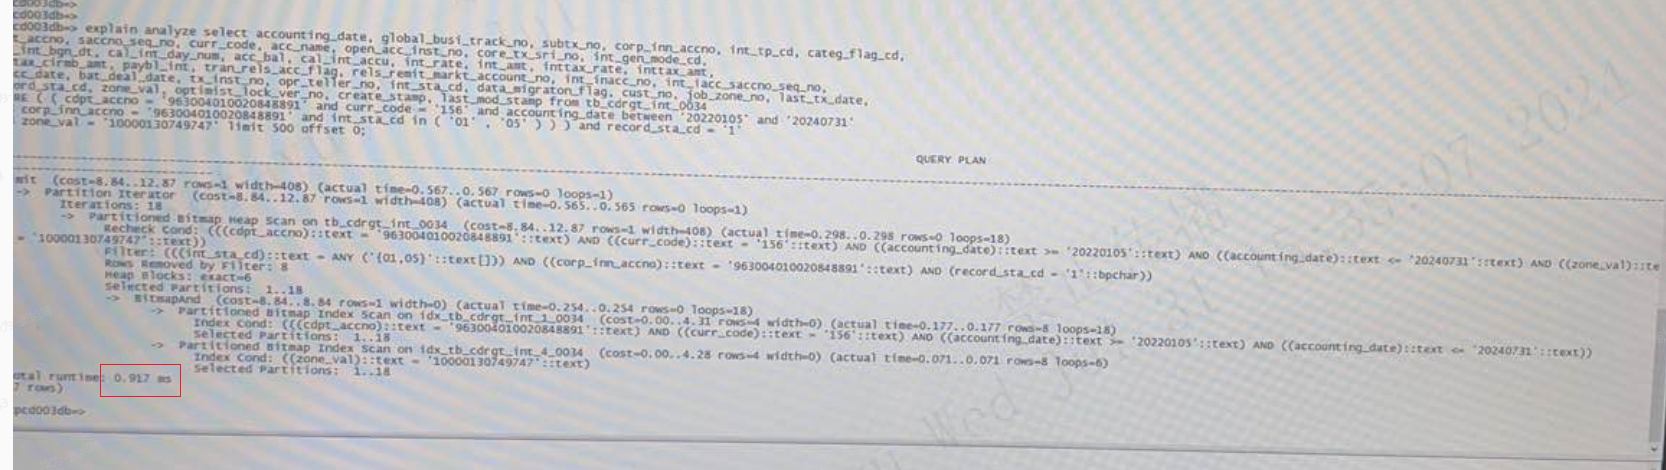 cd003db=>
cd003db=>
cd003db=> explain analyze select accounting_date, global_busi_track_no, subtx_no, corp_inn_accno, int_tp_cd, categ_flag_cd,
t_accno, saccno_seq_no, curr_code, acc_name, open_acc_inst_no, core_tx_sri_no, int_gen_mode_cd,
_int_bgn_dt, cal_int_day_num, acc_bal, cal_int_accu, int_rate, int_amt, inttax_rate, inttax_amt,
tax_cirmb_amt, paybl_int, tran_rels_acc_flag, rels_remit_markt_account_no, int_inacc_no, int_iacc_saccno_seq_no,
cc_date, bat_deal_date, tx_inst_no, opr_teller_no, int_sta_cd, data_migraton_flag, cust_no, job_zone_no, last_tx_date,
ord_sta_cd, zone_val, optimist_lock_ver_no, create_stamp, last_mod_stamp from tb_cdrgt_int_0034
RE ( ( cdpt_accno = '963004010020848891' and curr_code = '156' and accounting_date between '20220105' and '20240731'
corp_inn_accno = '963004010020848891' and int_sta_cd in ( '01' , '05' ) ) ) and record_sta_cd = '1'
zone_val = '10000130749747' limit 500 offset 0;
QUERY PLAN
mit (cost=8.84..12.87 rows=1 width=408) (actual time=0.567..0.567 rows=0 loops=1)
-> Partition Iterator (cost=8.84..12.87 rows=1 width=408) (actual time=0.565..0.565 rows=0 loops=1)
Iterations: 18
-> Partitioned Bitmap Heap Scan on tb_cdrgt_int_0034 (cost=8.84..12.87 rows=1 width=408) (actual time=0.298..0.298 rows=0 loops=18)
Recheck Cond: (((cdpt_accno)::text = '963004010020848891'::text) AND ((curr_code)::text = '156'::text) AND ((accounting_date)::text >= '20220105'::text) AND ((accounting_date)::text <= '20240731'::text) AND ((zone_val)::te
= '10000130749747'::text))
Filter: (((int_sta_cd)::text = ANY ('{01,05}'::text[])) AND ((corp_inn_accno)::text = '963004010020848891'::text) AND (record_sta_cd = '1'::bpchar))
Rows Removed by Filter: 8
Heap Blocks: exact=6
Selected Partitions: 1..18
-> BitmapAnd (cost=8.84..8.84 rows=1 width=0) (actual time=0.254..0.254 rows=0 loops=18)
-> Partitioned Bitmap Index Scan on idx_tb_cdrgt_int_1_0034 (cost=0.00..4.31 rows=4 width=0) (actual time=0.177..0.177 rows=8 loops=18)
Index Cond: (((cdpt_accno)::text = '963004010020848891'::text) AND ((curr_code)::text = '156'::text) AND ((accounting_date)::text >= '20220105'::text) AND ((accounting_date)::text <= '20240731'::text))
Selected Partitions: 1..18
-> Partitioned Bitmap Index Scan on idx_tb_cdrgt_int_4_0034 (cost=0.00..4.28 rows=4 width=0) (actual time=0.071..0.071 rows=8 loops=6)
Index Cond: ((zone_val)::text = '10000130749747'::text)
Selected Partitions: 1..18
otal runtime: 0.917 ms
7 rows)
pcd003db=>